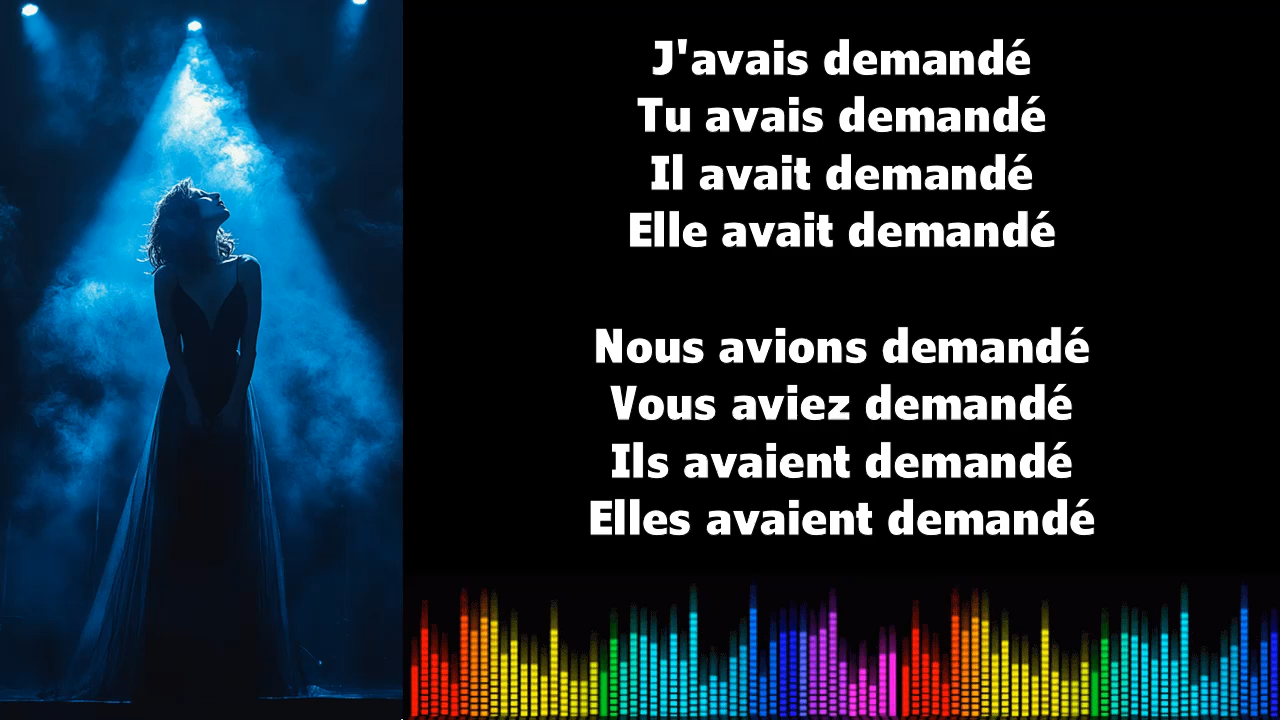 J'avais demandé
Tu avais demandé
Il avait demandé
Elle avait demandé
Nous avions demandé
Vous aviez demandé
Ils avaient demandé
Elles avaient demandé